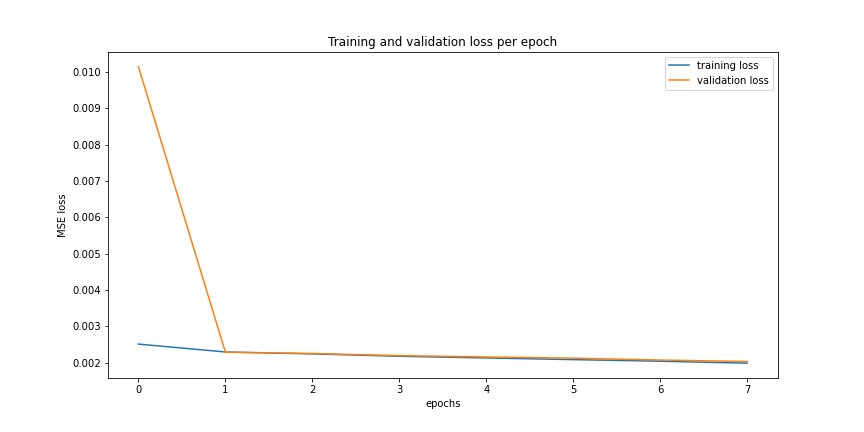 Training and validation loss per epoch
training loss
validation loss
MSE loss
0.010
0.009
0.008
0.007
0.006
0.005
0.004
0.003
0.002
0 1 2 3 4 5 6 7
epochs